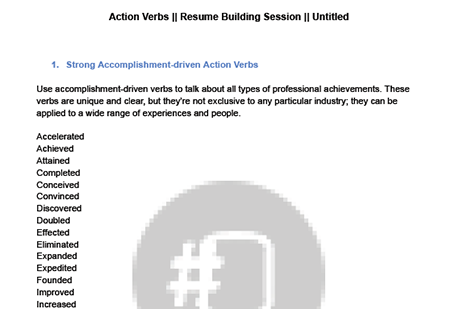 Action Verbs || Resume Building Session || Untitled
1. Strong Accomplishment-driven Action Verbs
Use accomplishment-driven verbs to talk about all types of professional achievements. These
verbs are unique and clear, but they're not exclusive to any particular industry; they can be
applied to a wide range of experiences and people.
Accelerated
Achieved
Attained
Completed
Conceived
Convinced
Discovered
Doubled
Effected
Eliminated
Expanded
Expedited
Founded
Improved
Increased
#